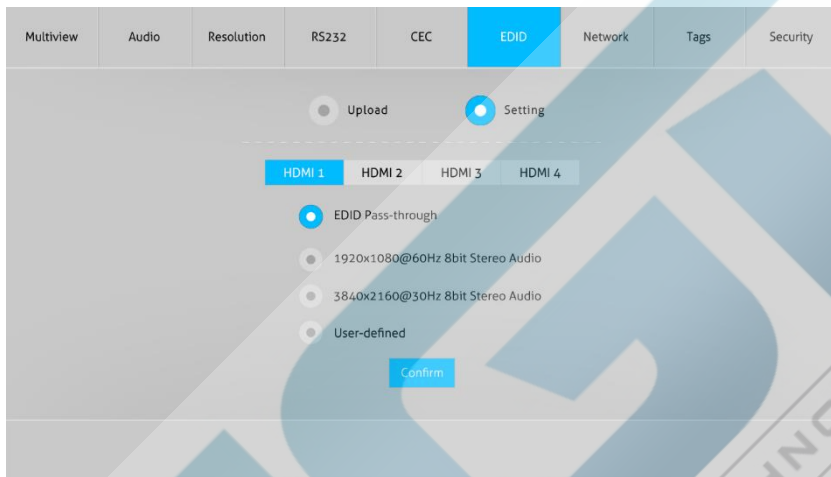 Multiview Audio Resolution RS232 CEC EDID Network Tags Security
Upload Setting
HDMI 1 HDMI 2 HDMI 3 HDMI 4
EDID Pass-through
1920x1080@60Hz 8bit Stereo Audio
3840x2160@30Hz 8bit Stereo Audio
User-defined
Confirm